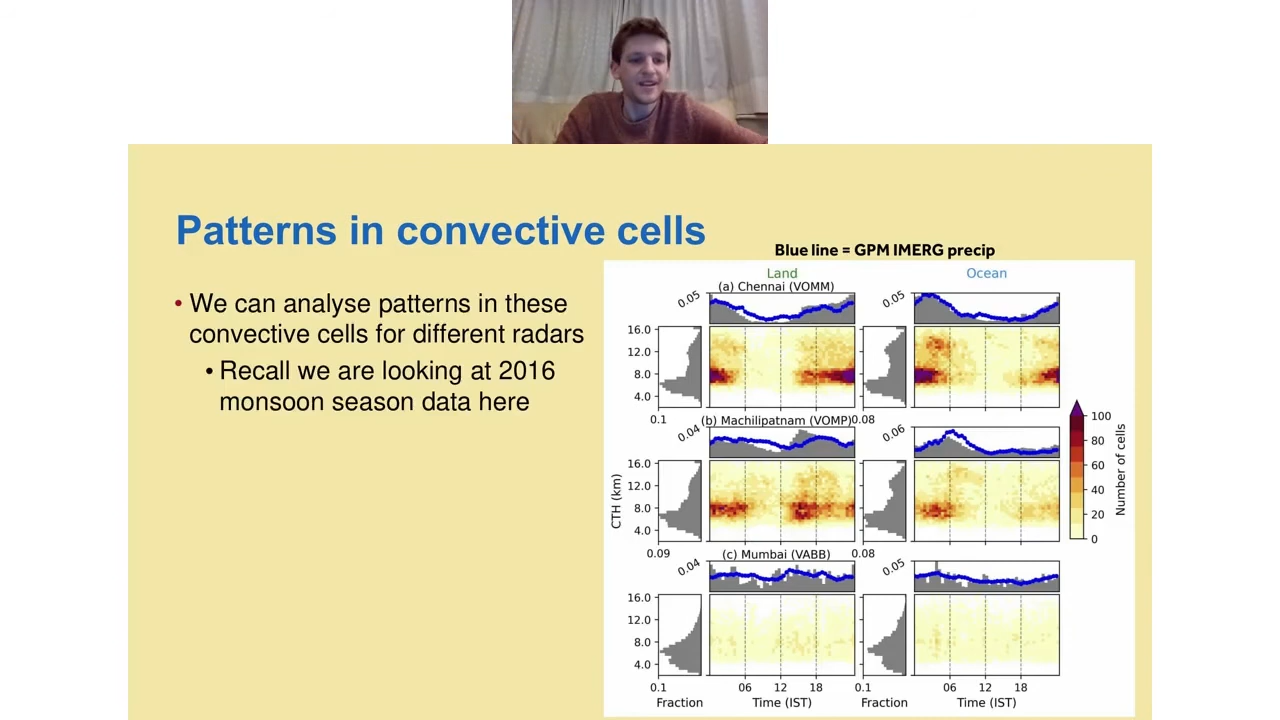 Patterns in convective cells
• We can analyse patterns in these
convective cells for different radars
• Recall we are looking at 2016
monsoon season data here
Blue line = GPM IMERG precip
Land
Ocean
(a) Chennai (VOMM)
0.05
0.05
16.0
12.0
8.0
4.0
0.1
(b) Machilipatnam (VOMP)
0.08
0.04
0.06
16.0
12.0
8.0
4.0
CTH (km)
0.09
(c) Mumbai (VABB)
0.08
0.04
0.05
16.0
12.0
8.0
4.0
0.1
06
12
18
0.1
06
12
18
Fraction
Time (IST)
Fraction
Time (IST)
100
80
60
40
20
0
Number of cells